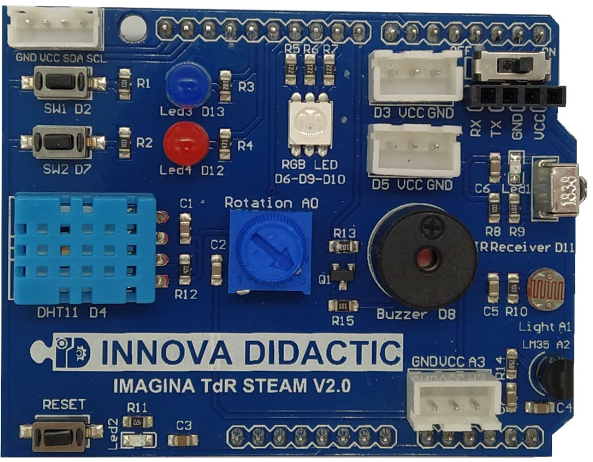 GND VCC SDA SCL
ON
SW1 D2
R1
Led3 D13
R3
R5 R6 R7
D3 VCC GND
RX
TX
GND
VCC
SW2 D7
R2
Led4 D12
R4
RGB LED
D6-D9-D10
D5 VCC GND
C6
Led1
R8
R9
IR Receiver D11
DHT11 D4
C1
R12
C2
Rotation A0
R13
Q1
R15
Buzzer D8
C5
R10
Light A1
LM35 A2
INNOVA DIDACTIC
IMAGINA TdR STEAM V2.0
GND VCC A3
R14
C4
RESET
Led2
R11
C3